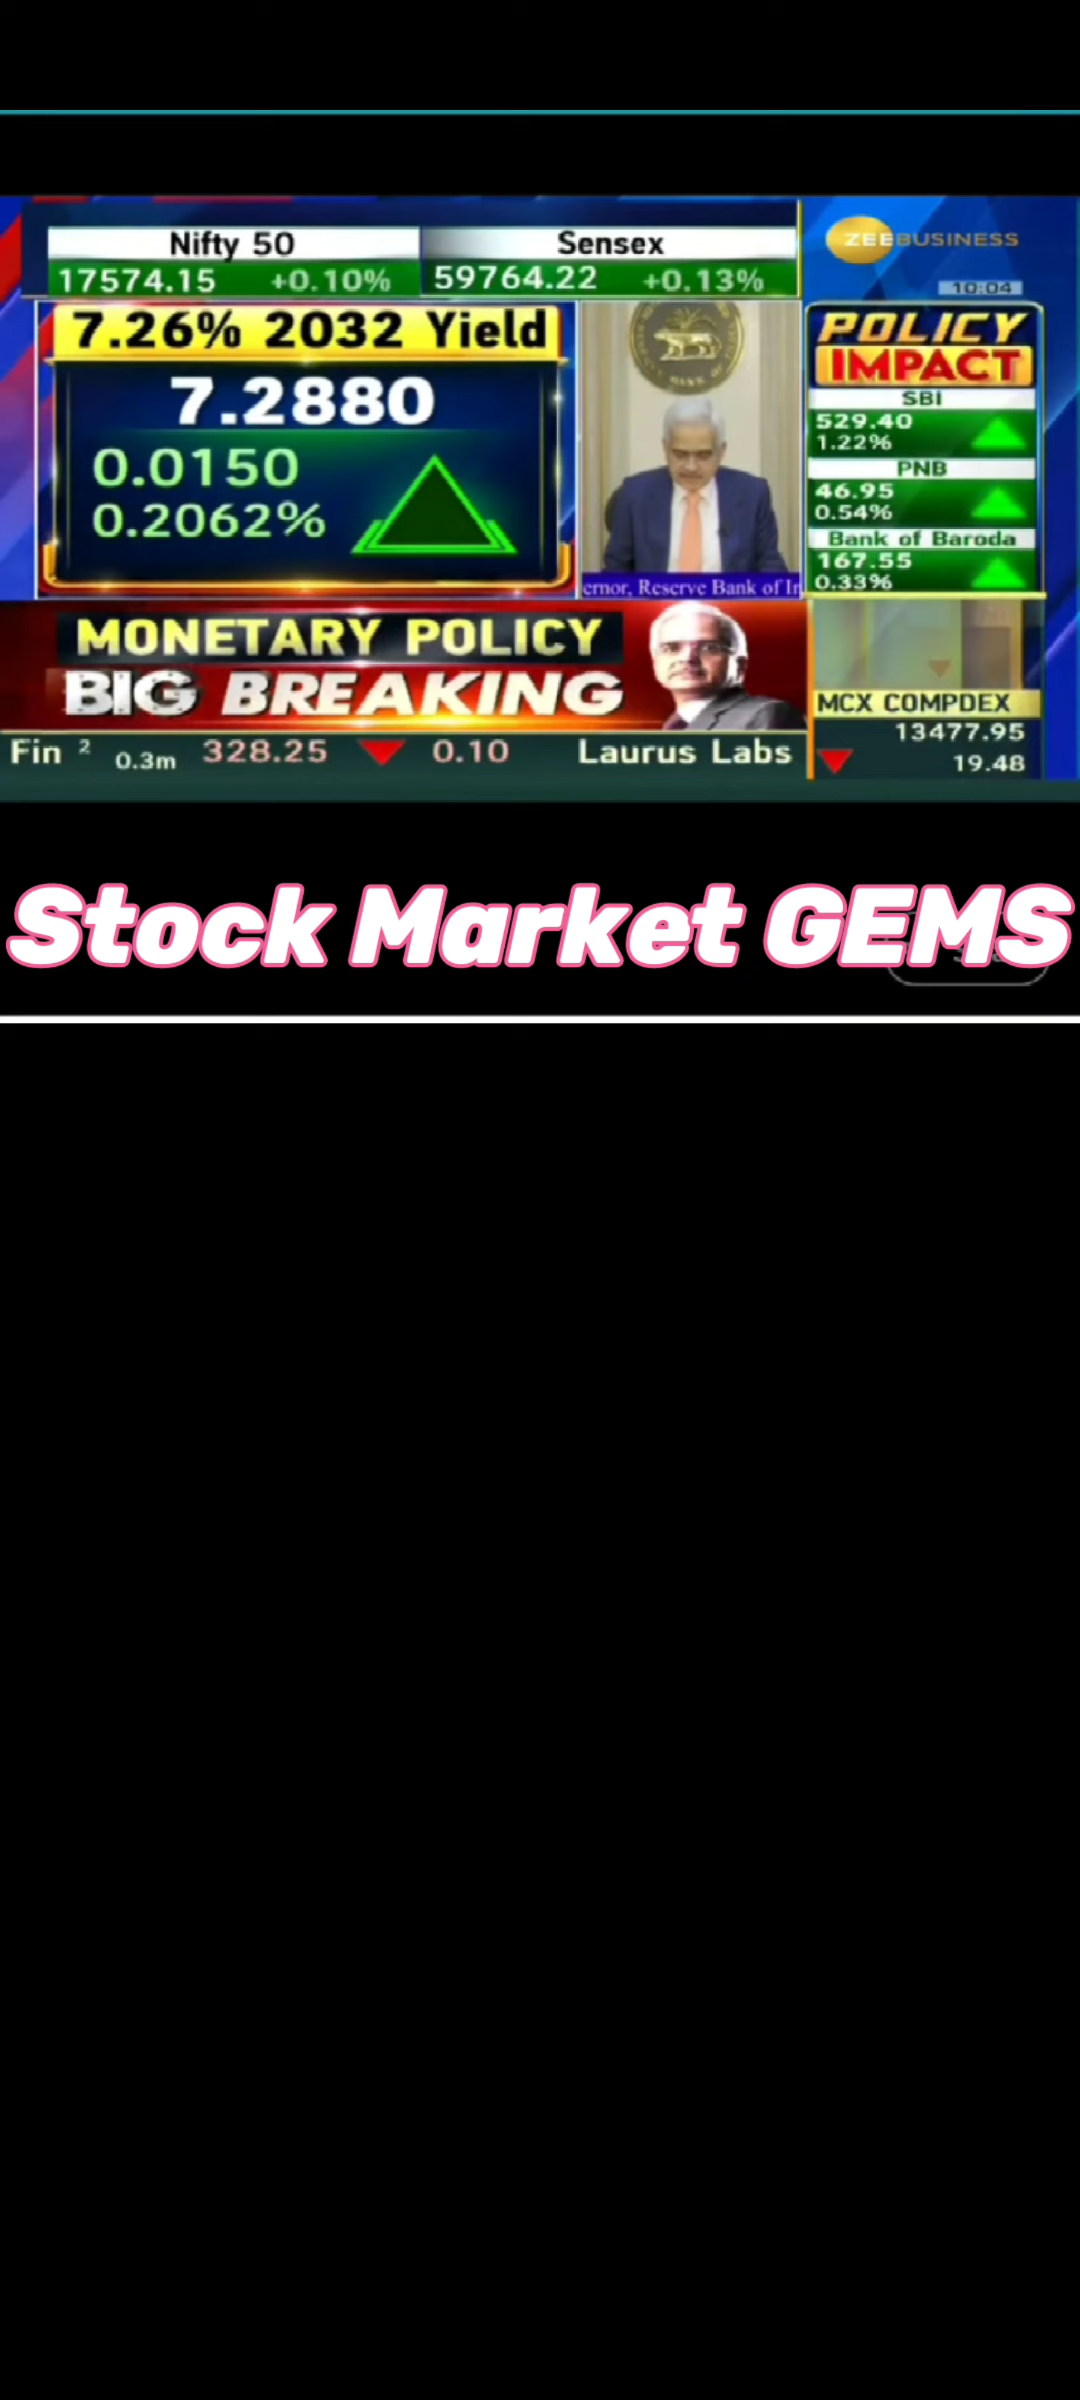 Nifty 50
17574.15 +0.10%
Sensex
59764.22 +0.13%
ZEEBUSINESS
10:04
7.26% 2032 Yield
7.2880
0.0150
0.2062%
ernor, Reserve Bank of In
POLICY
IMPACT
SBI
529.40
1.22%
PNB
46.95
0.54%
Bank of Baroda
167.55
0.33%
MONETARY POLICY
BIG BREAKING
MCX COMPDEX
13477.95
19.48
Fin 2 0.3m 328.25 0.10 Laurus Labs
Stock Market GEMS